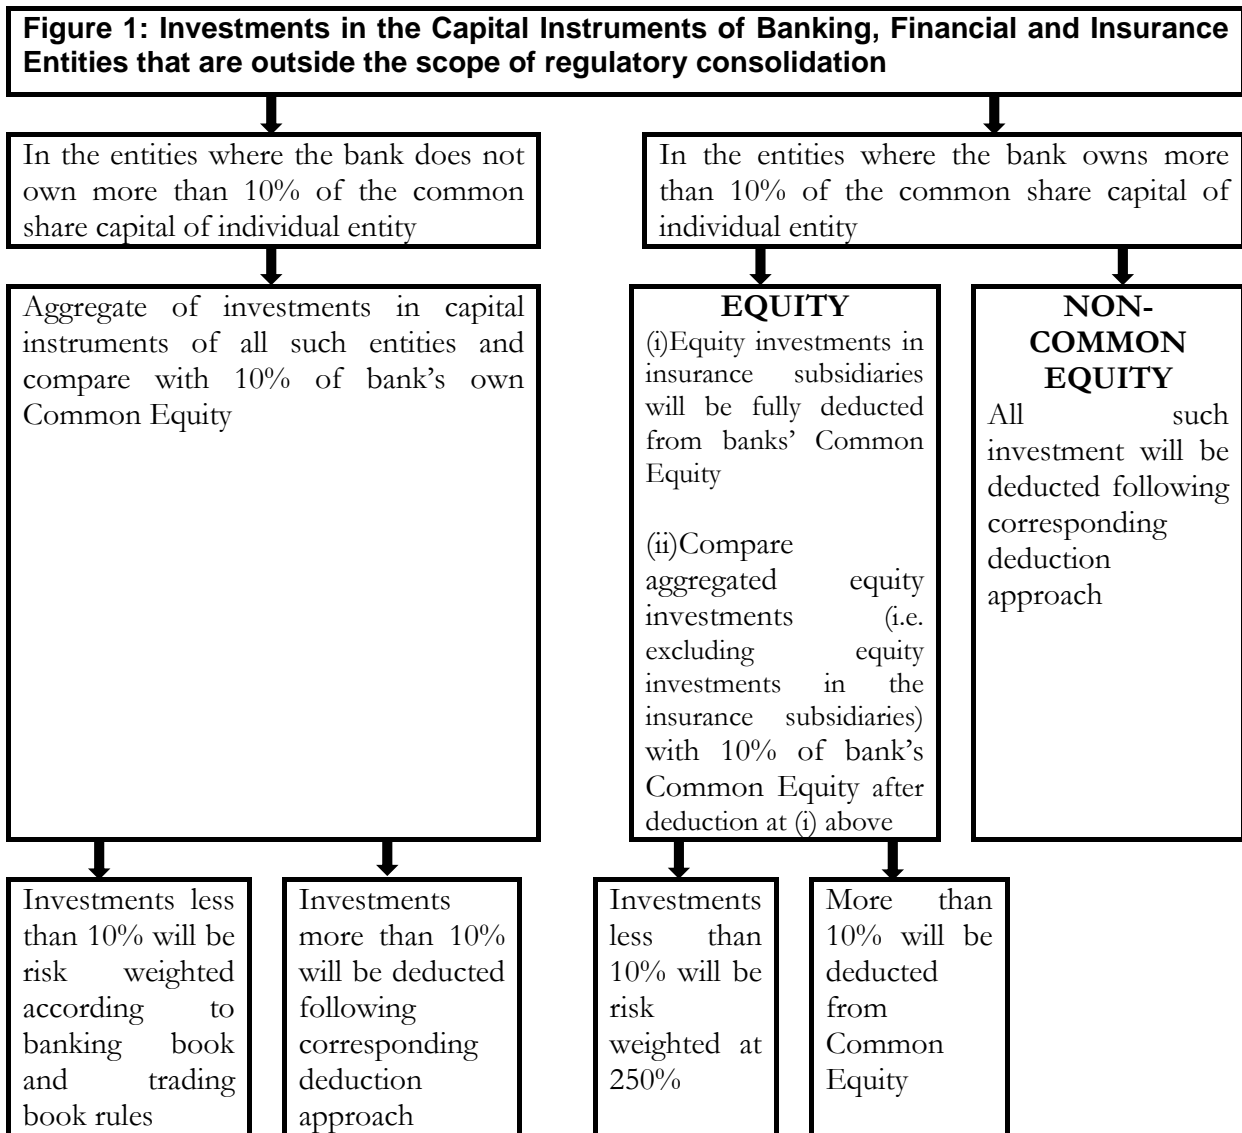 Figure 1: Investments in the Capital Instruments of Banking, Financial and Insurance
Entities that are outside the scope of regulatory consolidation
In the entities where the bank does not
own more than 10% of the common
share capital of individual entity
In the entities where the bank owns more
than 10% of the common share capital of
individual entity
Aggregate of investments in capital
instruments of all such entities and
compare with 10% of bank’s own
Common Equity
EQUITY
(i)Equity investments in
insurance subsidiaries
will be fully deducted
from banks’ Common
Equity
(ii)Compare
aggregated equity
investments (i.e.
excluding equity
investments in the
insurance subsidiaries)
with 10% of bank’s
Common Equity after
deduction at (i) above
NON-
COMMON
EQUITY
All such
investment will be
deducted following
corresponding
deduction
approach
Investments less
than 10% will be
risk weighted
according to
banking book
and trading
book rules
Investments
more than 10%
will be deducted
following
corresponding
deduction
approach
Investments
less than
10% will be
risk
weighted at
250%
More than
10% will be
deducted
from
Common
Equity